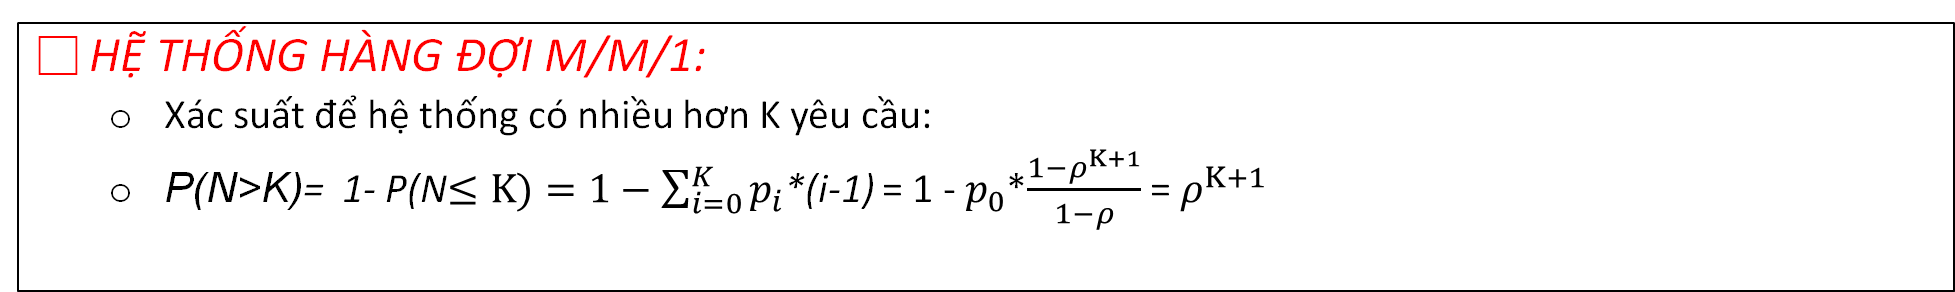 □ HỆ THỐNG HÀNG ĐỢI M/M/1:
o Xác suất để hệ thống có nhiều hơn K yêu cầu:
o P(N>K)= 1- P(N≤ K) = 1 − ∑_{i=0}^{K} p_i*(i-1) = 1 - p_0*\frac{1−ρ^{K+1}}{1−ρ} = ρ^{K+1}